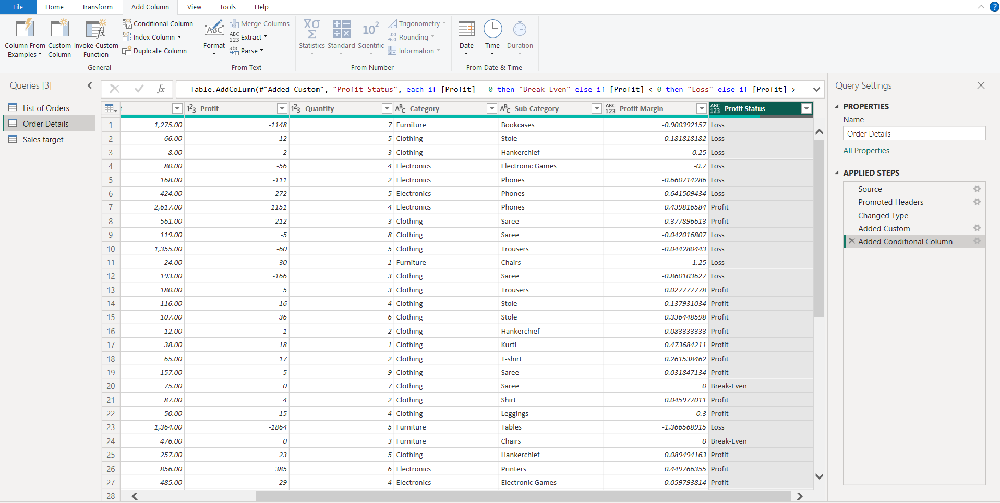 File Home Transform Add Column View Tools Help ?
Column From Examples
Custom Column
Invoke Custom Function
Conditional Column
Index Column
Duplicate Column
General
ABC
Format
Merge Columns
ABC 123 Extract
abc Parse
From Text
Xσ Σ
Statistics
Standard
10²
Scientific
Trigonometry
.00 Rounding
Information
From Number
Date
Time
Duration
From Date & Time
Queries [3]
List of Orders
Order Details
Sales target
fx = Table.AddColumn(#"Added Custom", "Profit Status", each if [Profit] = 0 then "Break-Even" else if [Profit] < 0 then "Loss" else if [Profit] >
t 123 Profit 123 Quantity ABC Category ABC Sub-Category ABC 123 Profit Margin ABC 123 Profit Status
1 1,275.00 -1148 7 Furniture Bookcases -0.900392157 Loss
2 66.00 -12 5 Clothing Stole -0.181818182 Loss
3 8.00 -2 3 Clothing Hankerchief -0.25 Loss
4 80.00 -56 4 Electronics Electronic Games -0.7 Loss
5 168.00 -111 2 Electronics Phones -0.660714286 Loss
6 424.00 -272 5 Electronics Phones -0.641509434 Loss
7 2,617.00 1151 4 Electronics Phones 0.439816584 Profit
8 561.00 212 3 Clothing Saree 0.377896613 Profit
9 119.00 -5 8 Clothing Saree -0.042016807 Loss
10 1,355.00 -60 5 Clothing Trousers -0.044280443 Loss
11 24.00 -30 1 Furniture Chairs -1.25 Loss
12 193.00 -166 3 Clothing Saree -0.860103627 Loss
13 180.00 5 3 Clothing Trousers 0.027777778 Profit
14 116.00 16 4 Clothing Stole 0.137931034 Profit
15 107.00 36 6 Clothing Stole 0.336448598 Profit
16 12.00 1 2 Clothing Hankerchief 0.083333333 Profit
17 38.00 18 1 Clothing Kurti 0.473684211 Profit
18 65.00 17 2 Clothing T-shirt 0.261538462 Profit
19 157.00 5 9 Clothing Saree 0.031847134 Profit
20 75.00 0 7 Clothing Saree 0 Break-Even
21 87.00 4 2 Clothing Shirt 0.045977011 Profit
22 50.00 15 4 Clothing Leggings 0.3 Profit
23 1,364.00 -1864 5 Furniture Tables -1.366568915 Loss
24 476.00 0 3 Furniture Chairs 0 Break-Even
25 257.00 23 5 Clothing Hankerchief 0.089494163 Profit
26 856.00 385 6 Electronics Printers 0.449766355 Profit
27 485.00 29 4 Electronics Electronic Games 0.059793814 Profit
28
Query Settings
PROPERTIES
Name
Order Details
All Properties
APPLIED STEPS
Source
Promoted Headers
Changed Type
Added Custom
Added Conditional Column